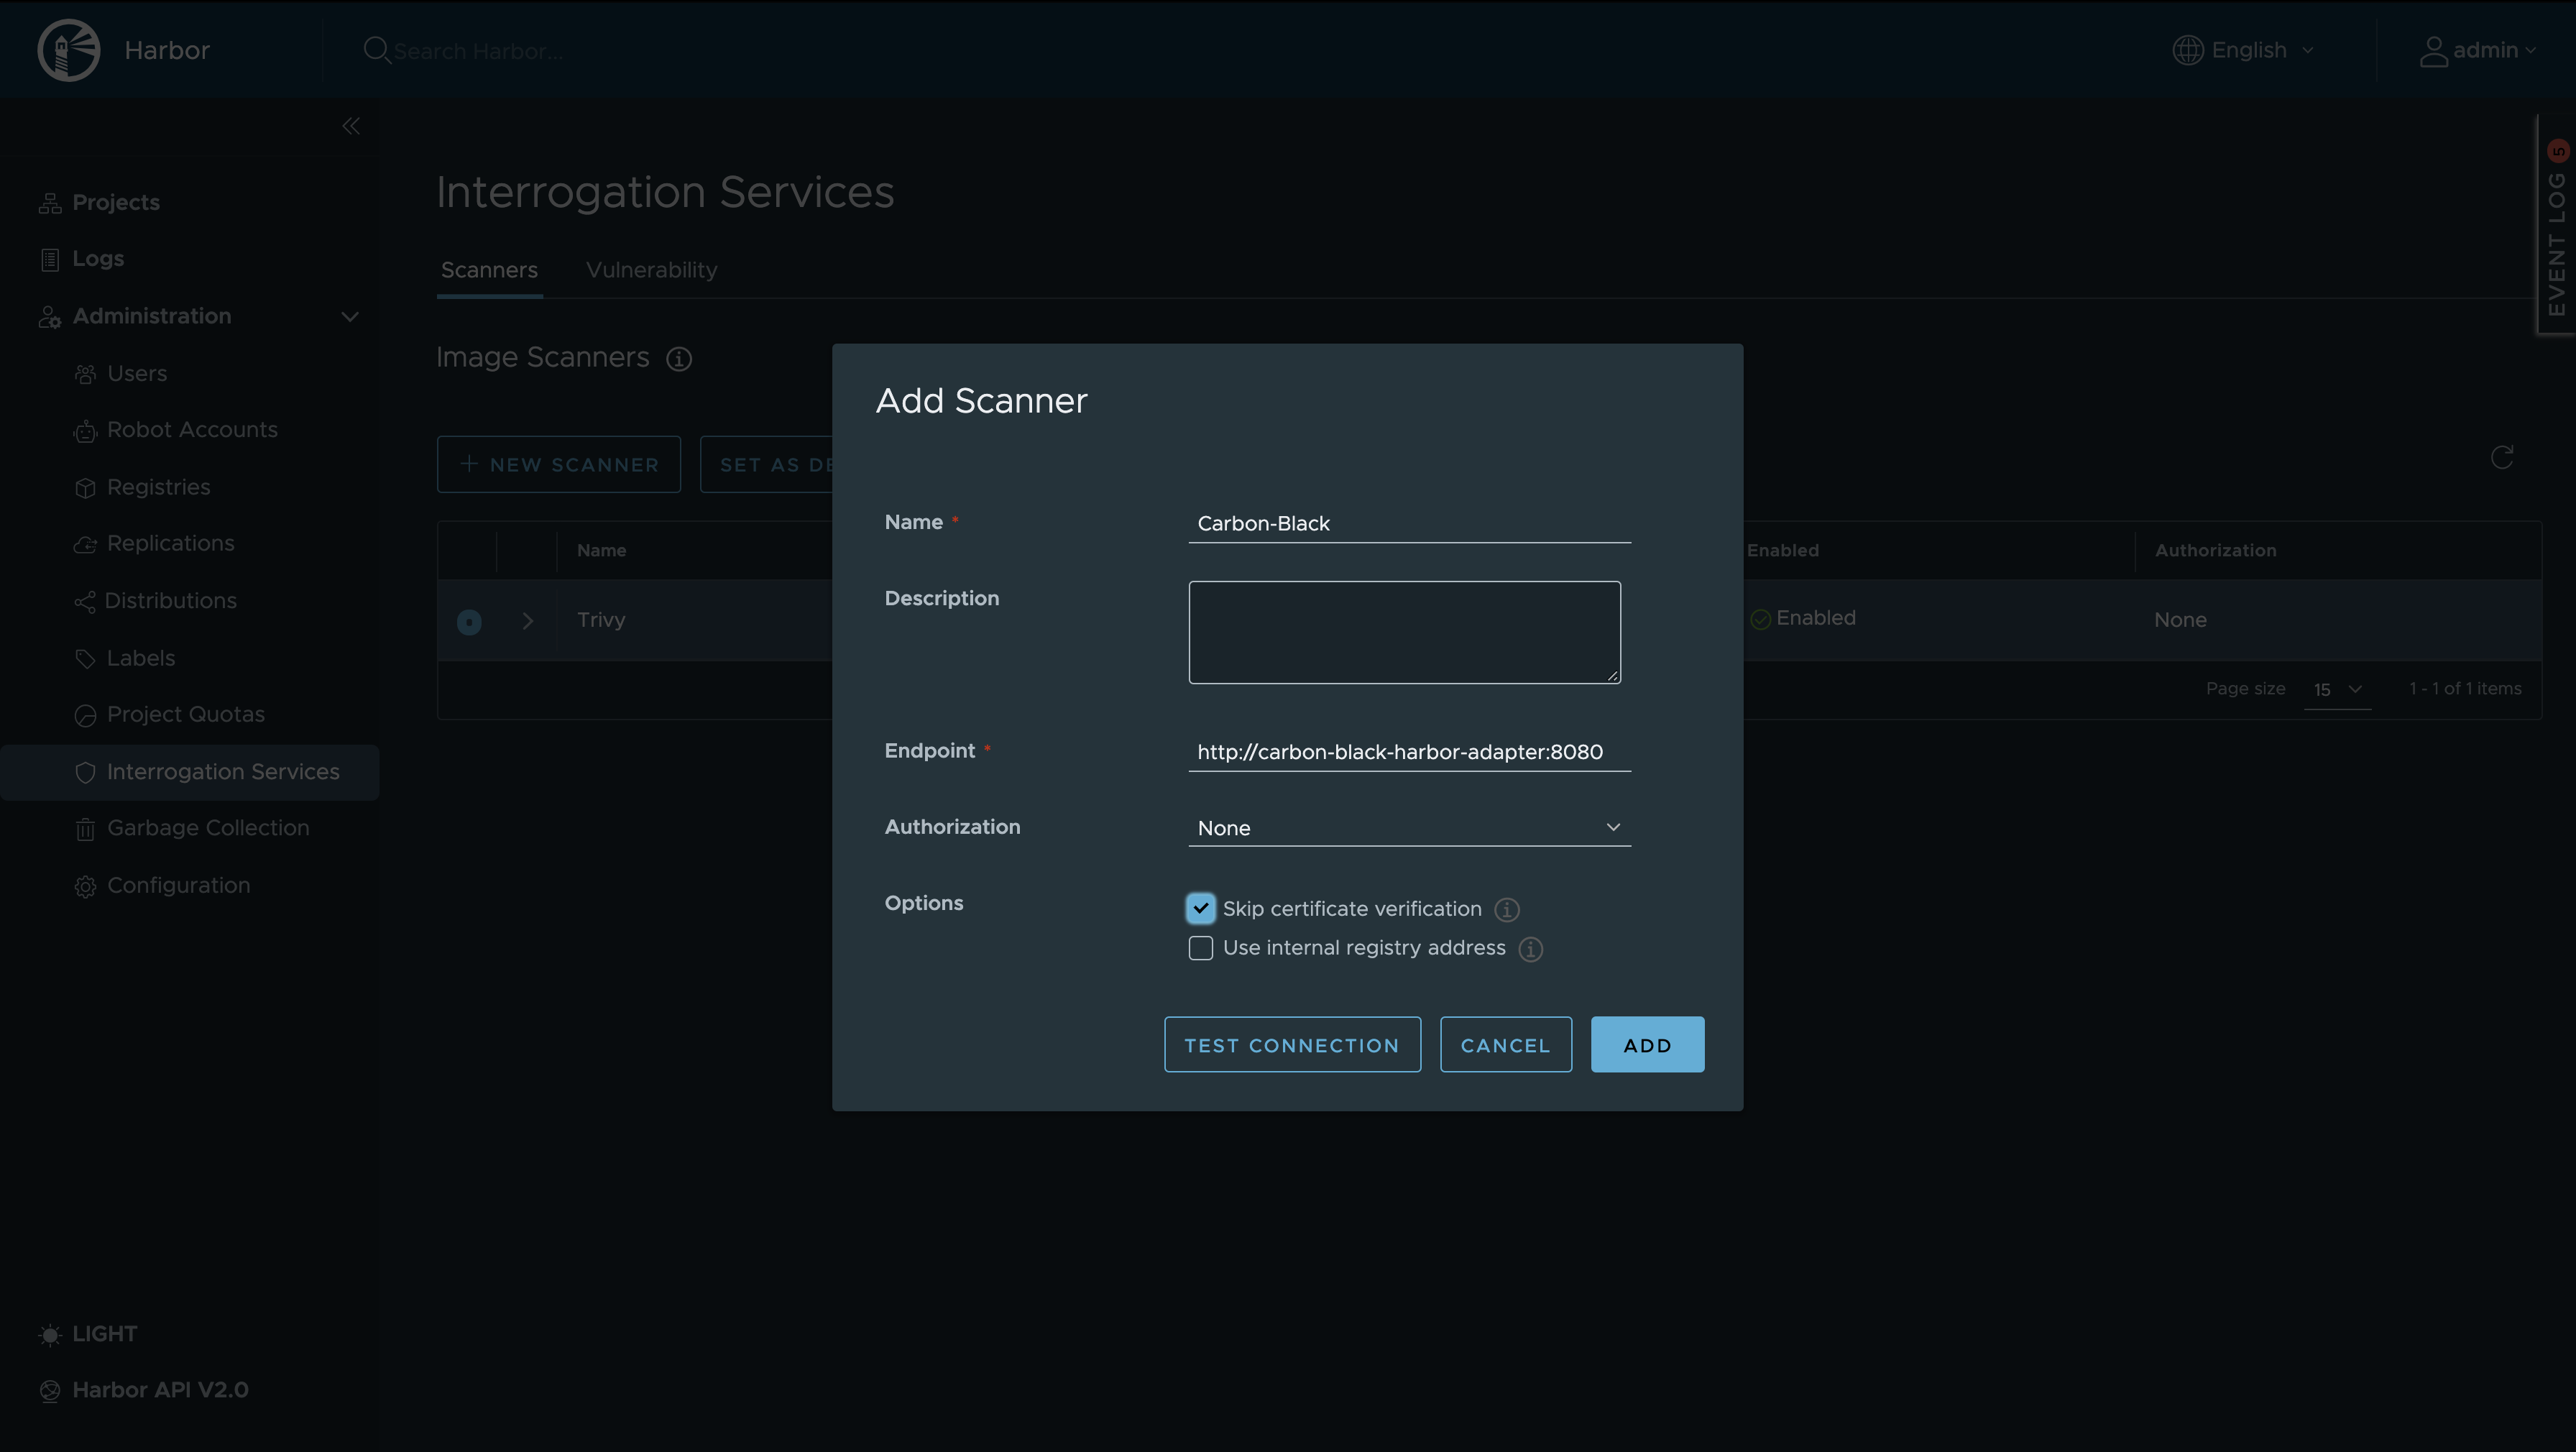 Harbor
Search Harbor...
English
admin
EVENT LOG 5
Projects
Logs
Administration
Users
Robot Accounts
Registries
Replications
Distributions
Labels
Project Quotas
Interrogation Services
Garbage Collection
Configuration
LIGHT
Harbor API V2.0
Interrogation Services
Scanners Vulnerability
Image Scanners
NEW SCANNER SET AS DE
Name Enabled Authorization
Trivy Enabled None
Page size 15 1 - 1 of 1 items
Add Scanner
Name * Carbon-Black
Description
Endpoint * http://carbon-black-harbor-adapter:8080
Authorization None
Options Skip certificate verification
Use internal registry address
TEST CONNECTION CANCEL ADD